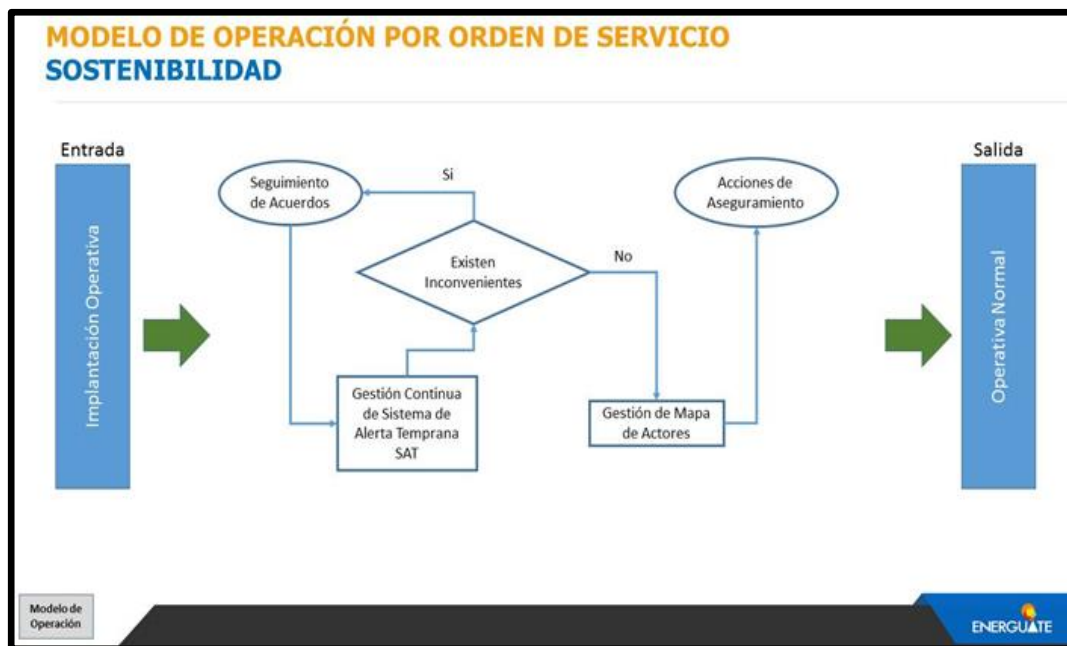 MODELO DE OPERACIÓN POR ORDEN DE SERVICIO
SOSTENIBILIDAD
Entrada
Implantación Operativa
Seguimiento
de Acuerdos
Si
Existen
Inconvenientes
No
Gestión Continua
de Sistema de
Alerta Temprana
SAT
Gestión de Mapa
de Actores
Acciones de
Aseguramiento
Salida
Operativa Normal
Modelo de
Operación
ENERGUATE